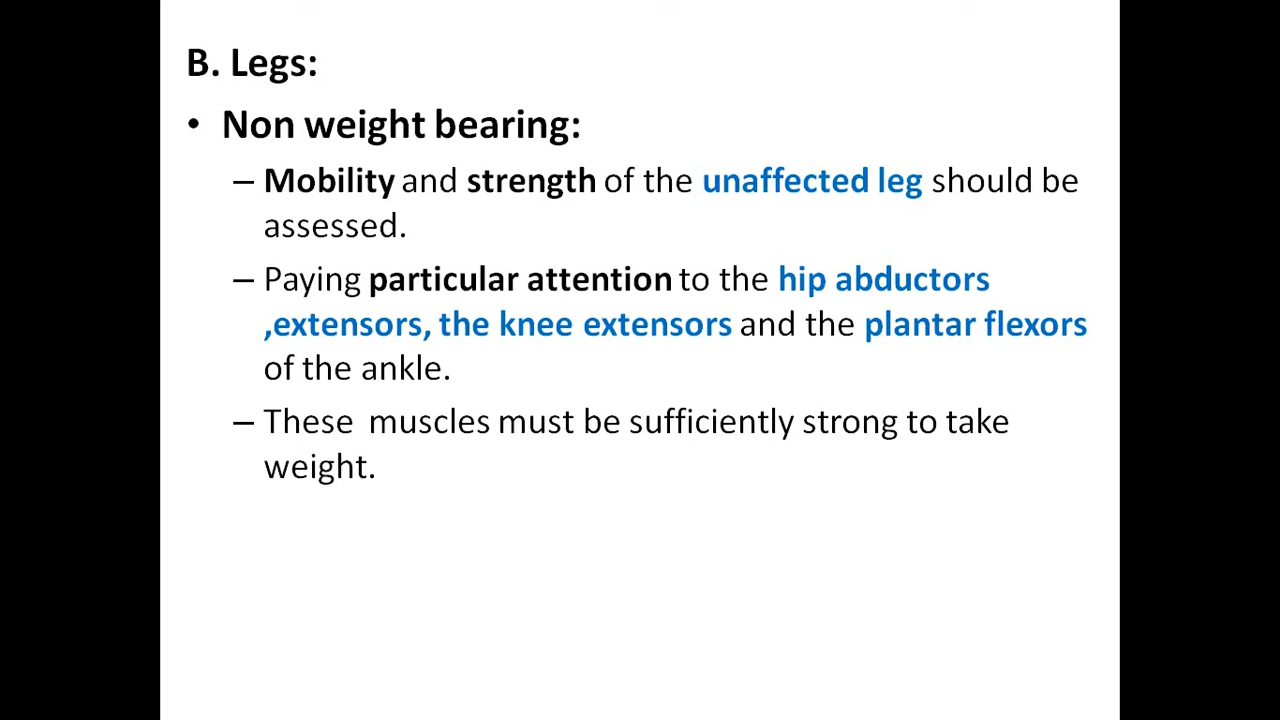 B. Legs:
• Non weight bearing:
– Mobility and strength of the unaffected leg should be
assessed.
– Paying particular attention to the hip abductors
,extensors, the knee extensors and the plantar flexors
of the ankle.
– These muscles must be sufficiently strong to take
weight.